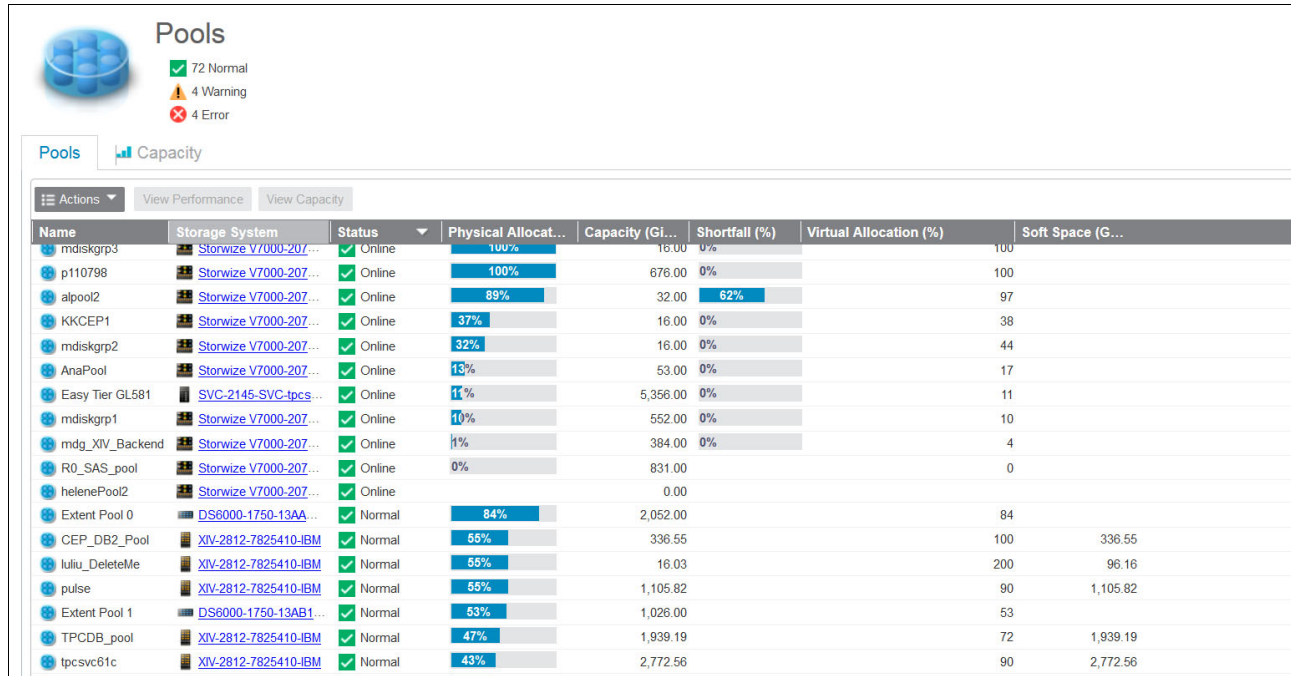 Pools
72 Normal
4 Warning
4 Error
Pools Capacity
Actions View Performance View Capacity
Name Storage System Status Physical Allocat... Capacity (Gi... Shortfall (%) Virtual Allocation (%) Soft Space (G...
mdiskgrp3 Storwize V7000-207... Online 100% 16.00 0% 100
p110798 Storwize V7000-207... Online 100% 676.00 0% 100
alpool2 Storwize V7000-207... Online 89% 32.00 62% 97
KKCEP1 Storwize V7000-207... Online 37% 16.00 0% 38
mdiskgrp2 Storwize V7000-207... Online 32% 16.00 0% 44
AnaPool Storwize V7000-207... Online 13% 53.00 0% 17
Easy Tier GL581 SVC-2145-SVC-tpcs... Online 11% 5,356.00 0% 11
mdiskgrp1 Storwize V7000-207... Online 10% 552.00 0% 10
mdg_XIV_Backend Storwize V7000-207... Online 1% 384.00 0% 4
R0_SAS_pool Storwize V7000-207... Online 0% 831.00 0
helenePool2 Storwize V7000-207... Online 0.00
Extent Pool 0 DS6000-1750-13AA... Normal 84% 2,052.00 84
CEP_DB2_Pool XIV-2812-7825410-IBM Normal 55% 336.55 100 336.55
luliu_DeleteMe XIV-2812-7825410-IBM Normal 55% 16.03 200 96.16
pulse XIV-2812-7825410-IBM Normal 55% 1,105.82 90 1,105.82
Extent Pool 1 DS6000-1750-13AB1... Normal 53% 1,026.00 53
TPCDB_pool XIV-2812-7825410-IBM Normal 47% 1,939.19 72 1,939.19
tpcsvc61c XIV-2812-7825410-IBM Normal 43% 2,772.56 90 2,772.56